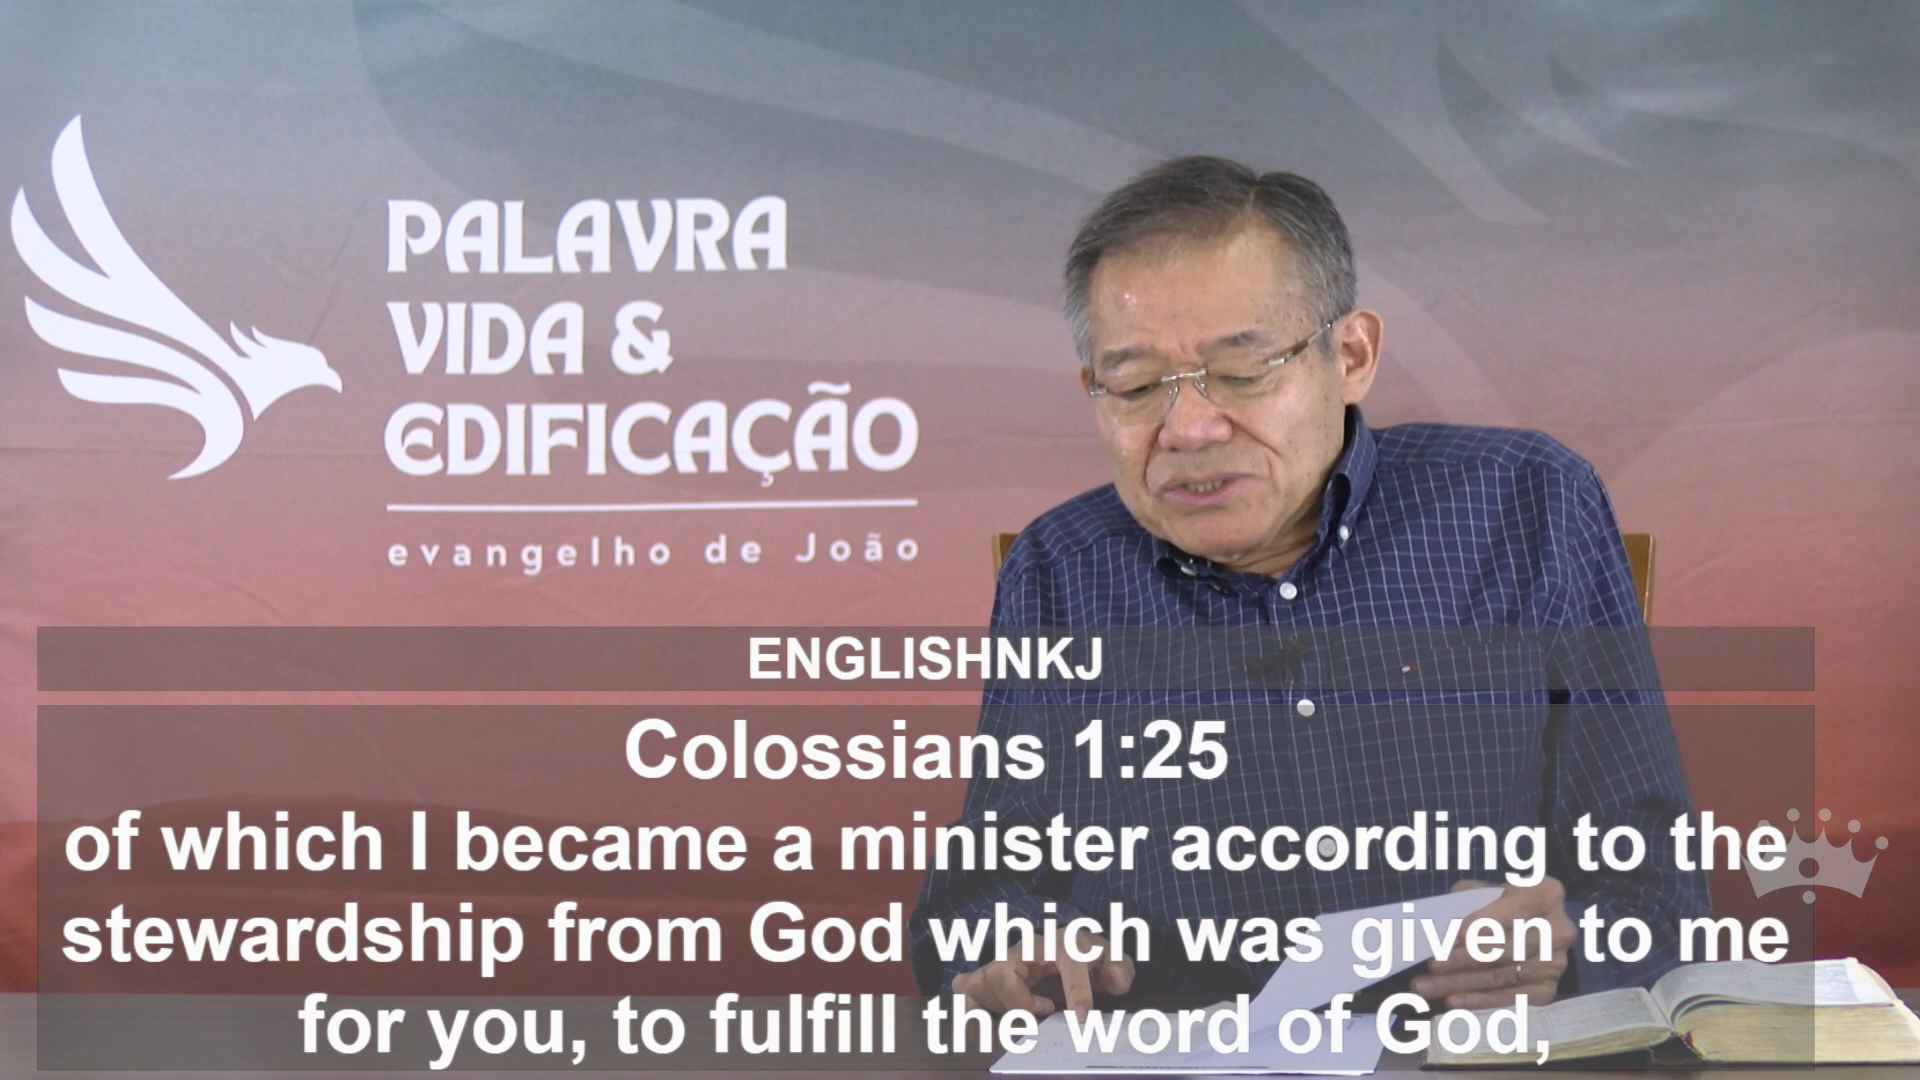 PALAVRA
VIDA &
EDIFICAÇÃO
evangelho de João
ENGLISHNKJ
Colossians 1:25
of which I became a minister according to the
stewardship from God which was given to me
for you, to fulfill the word of God,